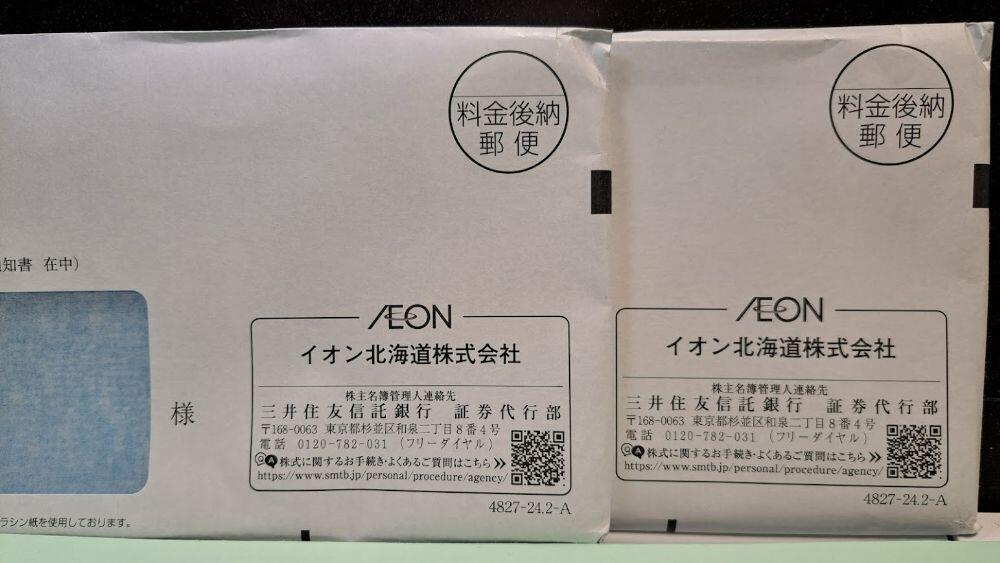 料金後納
郵便
知書 在中)
ÆON
イオン北海道株式会社
株主名簿管理人連絡先
三井住友信託銀行 証券代行部
〒168-0063 東京都杉並区和泉二丁目8番4号
電話 0120-782-031 (フリーダイヤル)
Q A 株式に関するお手続き・よくあるご質問はこちら
https://www.smtb.jp/personal/procedure/agency/
様
4827-24.2-A
ラシン紙を使用しております。
料金後納
郵便
ÆON
イオン北海道株式会社
株主名簿管理人連絡先
三井住友信託銀行 証券代行部
〒168-0063 東京都杉並区和泉二丁目8番4号
電話 0120-782-031 (フリーダイヤル)
Q A 株式に関するお手続き・よくあるご質問はこちら
https://www.smtb.jp/personal/procedure/agency/
4827-24.2-A